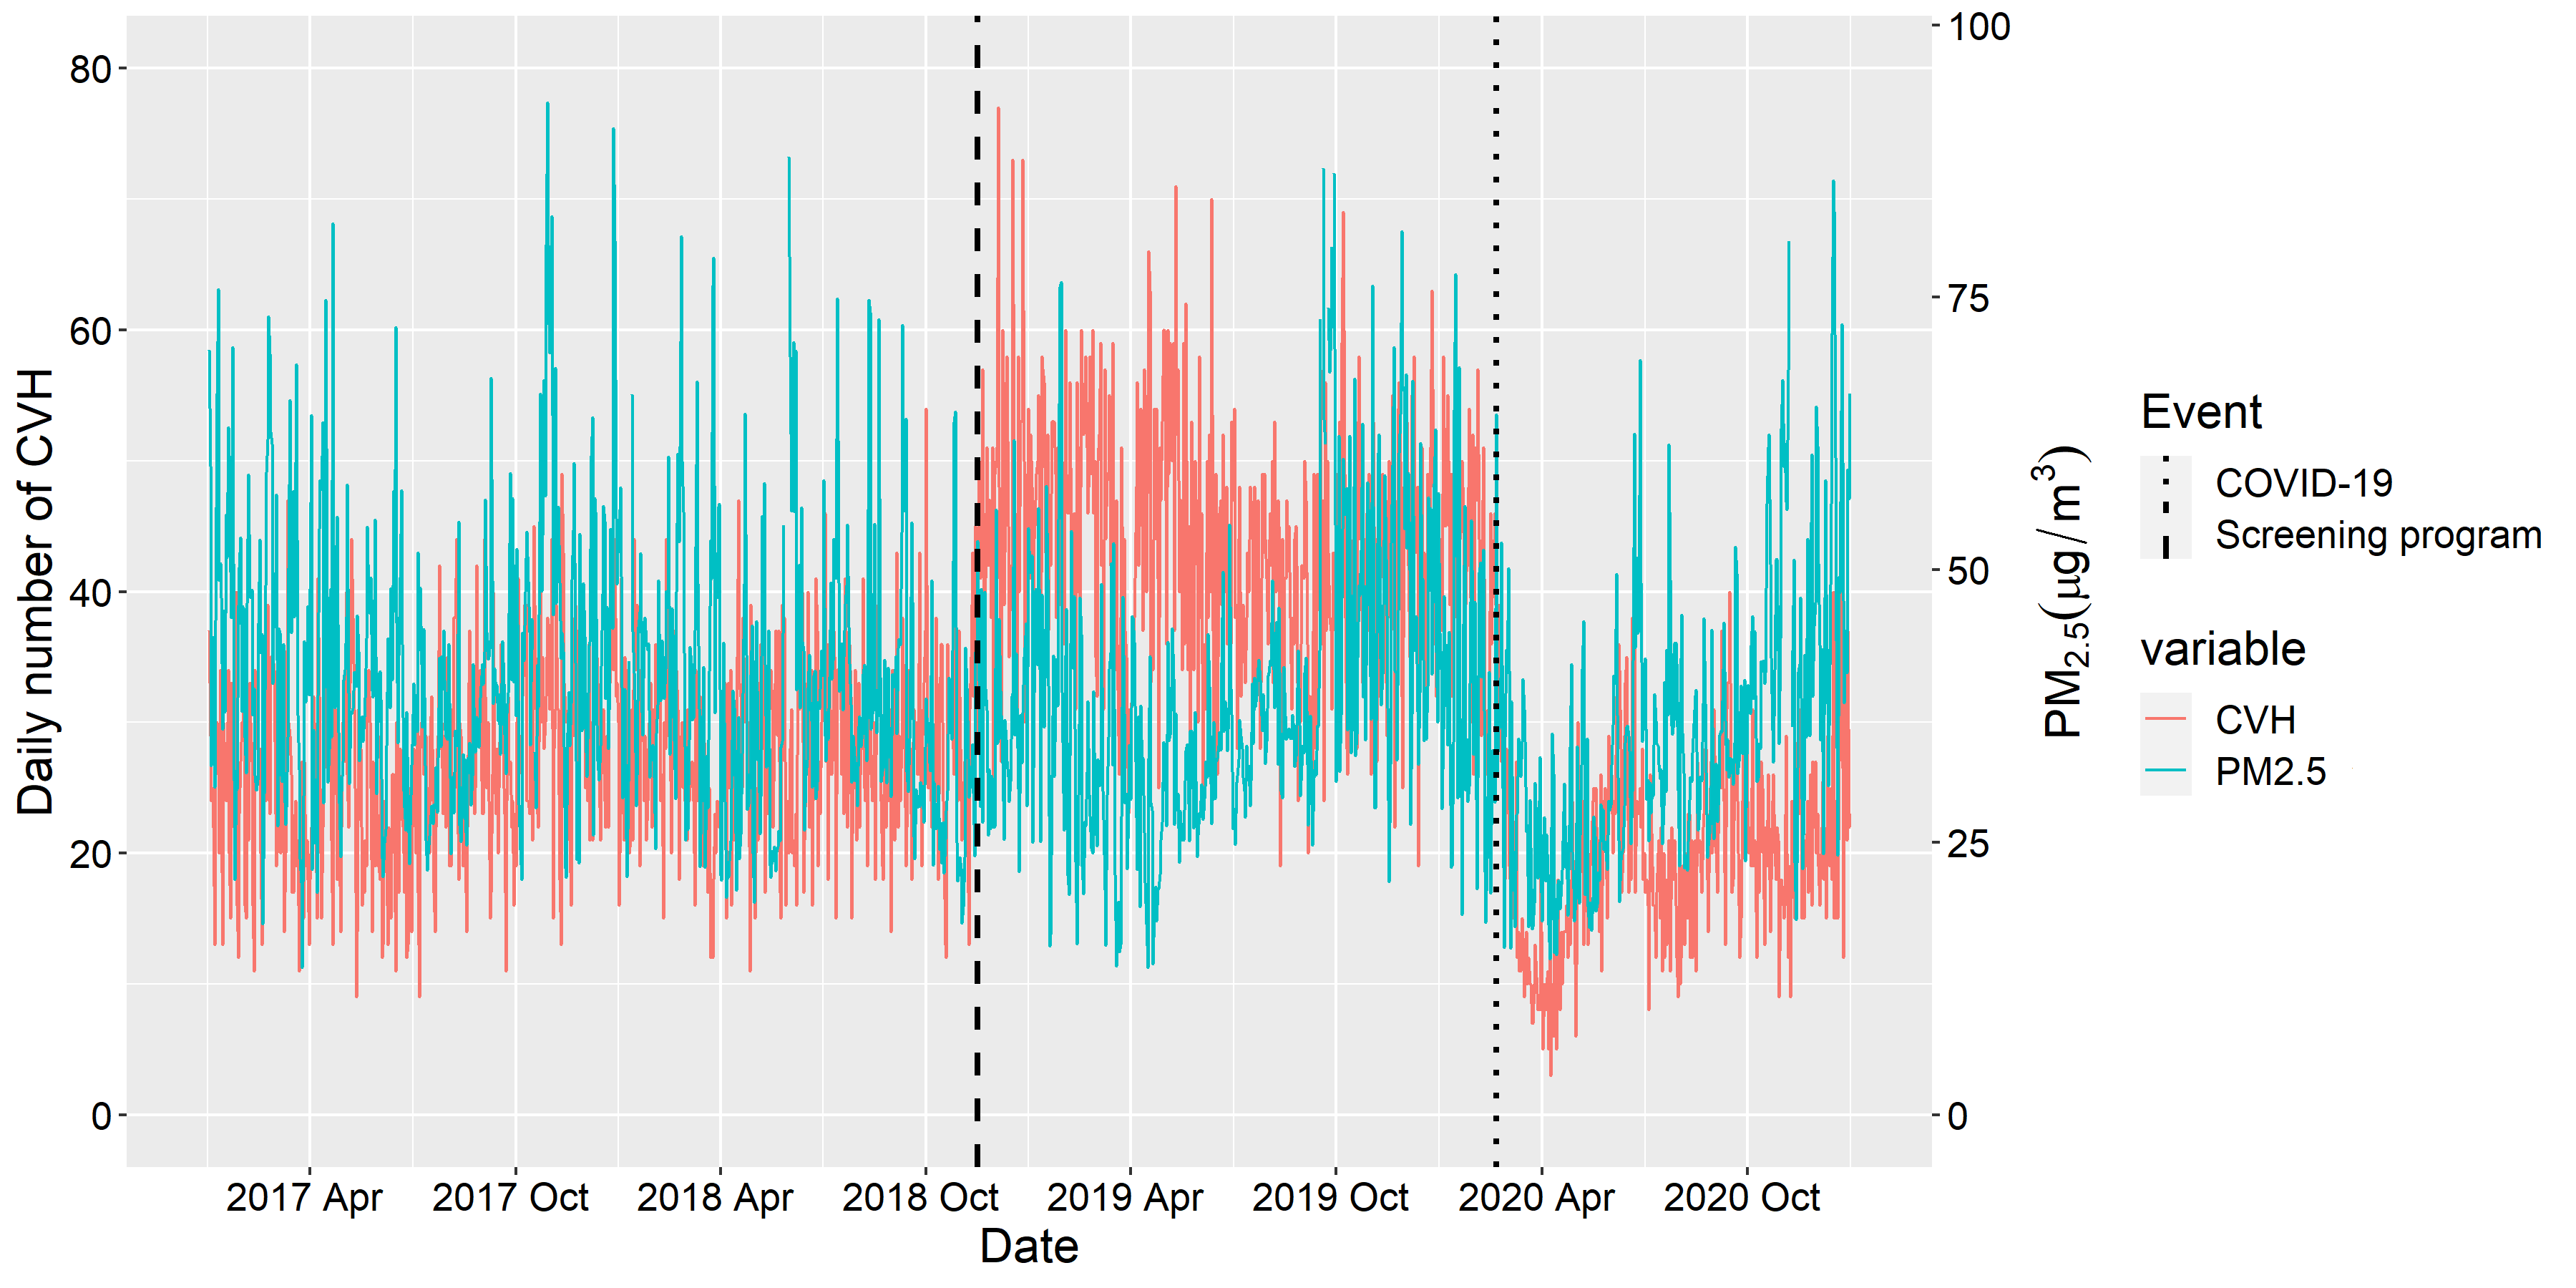 Daily number of CVH
80
60
40
20
0
100
75
50
25
0
PM2.5(μg/m³)
2017 Apr
2017 Oct
2018 Apr
2018 Oct
2019 Apr
2019 Oct
2020 Apr
2020 Oct
Date
Event
COVID-19
Screening program
variable
CVH
PM2.5